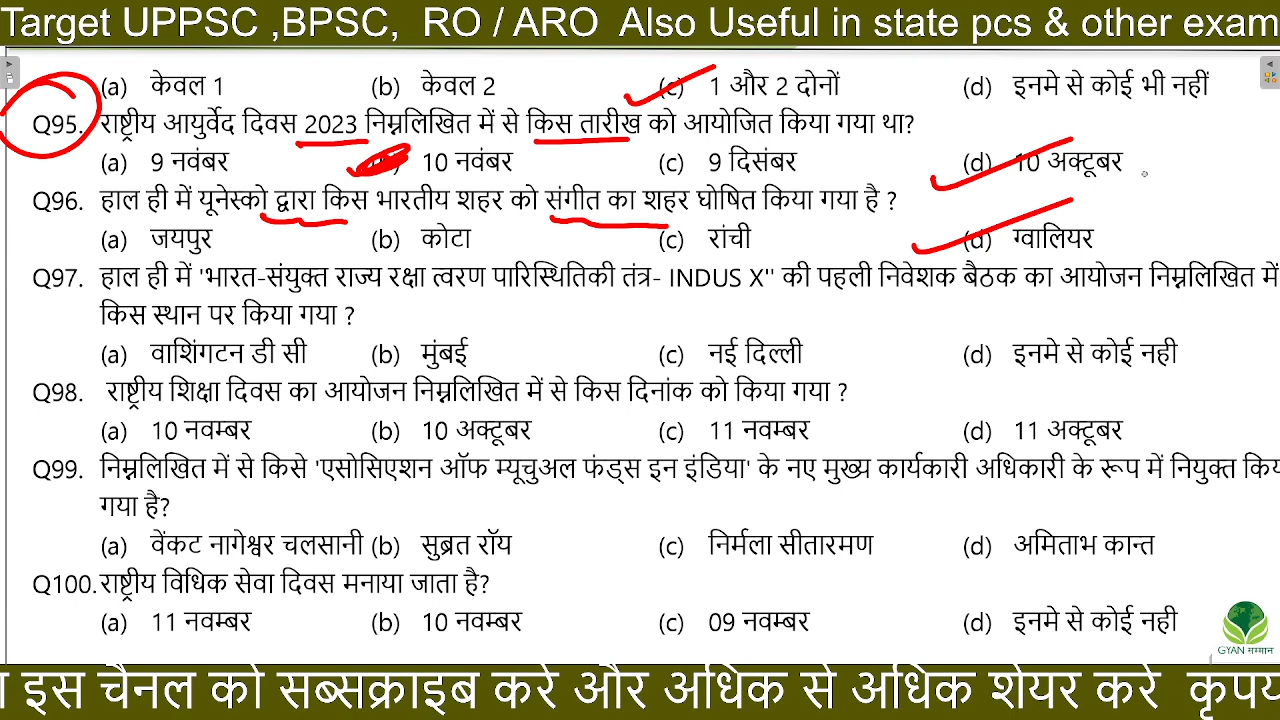 Target UPPSC ,BPSC, RO / ARO Also Useful in state pcs & other exam
(a) केवल 1 (b) केवल 2 (c) 1 और 2 दोनों (d) इनमे से कोई भी नहीं
Q95. राष्ट्रीय आयुर्वेद दिवस 2023 निम्नलिखित में से किस तारीख को आयोजित किया गया था?
(a) 9 नवंबर 10 नवंबर (c) 9 दिसंबर (d) 10 अक्टूबर
Q96. हाल ही में यूनेस्को द्वारा किस भारतीय शहर को संगीत का शहर घोषित किया गया है ?
(a) जयपुर (b) कोटा (c) रांची (d) ग्वालियर
Q97. हाल ही में 'भारत-संयुक्त राज्य रक्षा त्वरण पारिस्थितिकी तंत्र- INDUS X'' की पहली निवेशक बैठक का आयोजन निम्नलिखित में
किस स्थान पर किया गया ?
(a) वाशिंगटन डी सी (b) मुंबई (c) नई दिल्ली (d) इनमे से कोई नही
Q98. राष्ट्रीय शिक्षा दिवस का आयोजन निम्नलिखित में से किस दिनांक को किया गया ?
(a) 10 नवम्बर (b) 10 अक्टूबर (c) 11 नवम्बर (d) 11 अक्टूबर
Q99. निम्नलिखित में से किसे 'एसोसिएशन ऑफ म्यूचुअल फंड्स इन इंडिया' के नए मुख्य कार्यकारी अधिकारी के रूप में नियुक्त किय
गया है?
(a) वेंकट नागेश्वर चलसानी (b) सुब्रत रॉय (c) निर्मला सीतारमण (d) अमिताभ कान्त
Q100. राष्ट्रीय विधिक सेवा दिवस मनाया जाता है?
(a) 11 नवम्बर (b) 10 नवम्बर (c) 09 नवम्बर (d) इनमे से कोई नही
GYAN सम्मान
इस चैनल को सब्सक्राइब करे और अधिक से अधिक शेयर करे कृपय